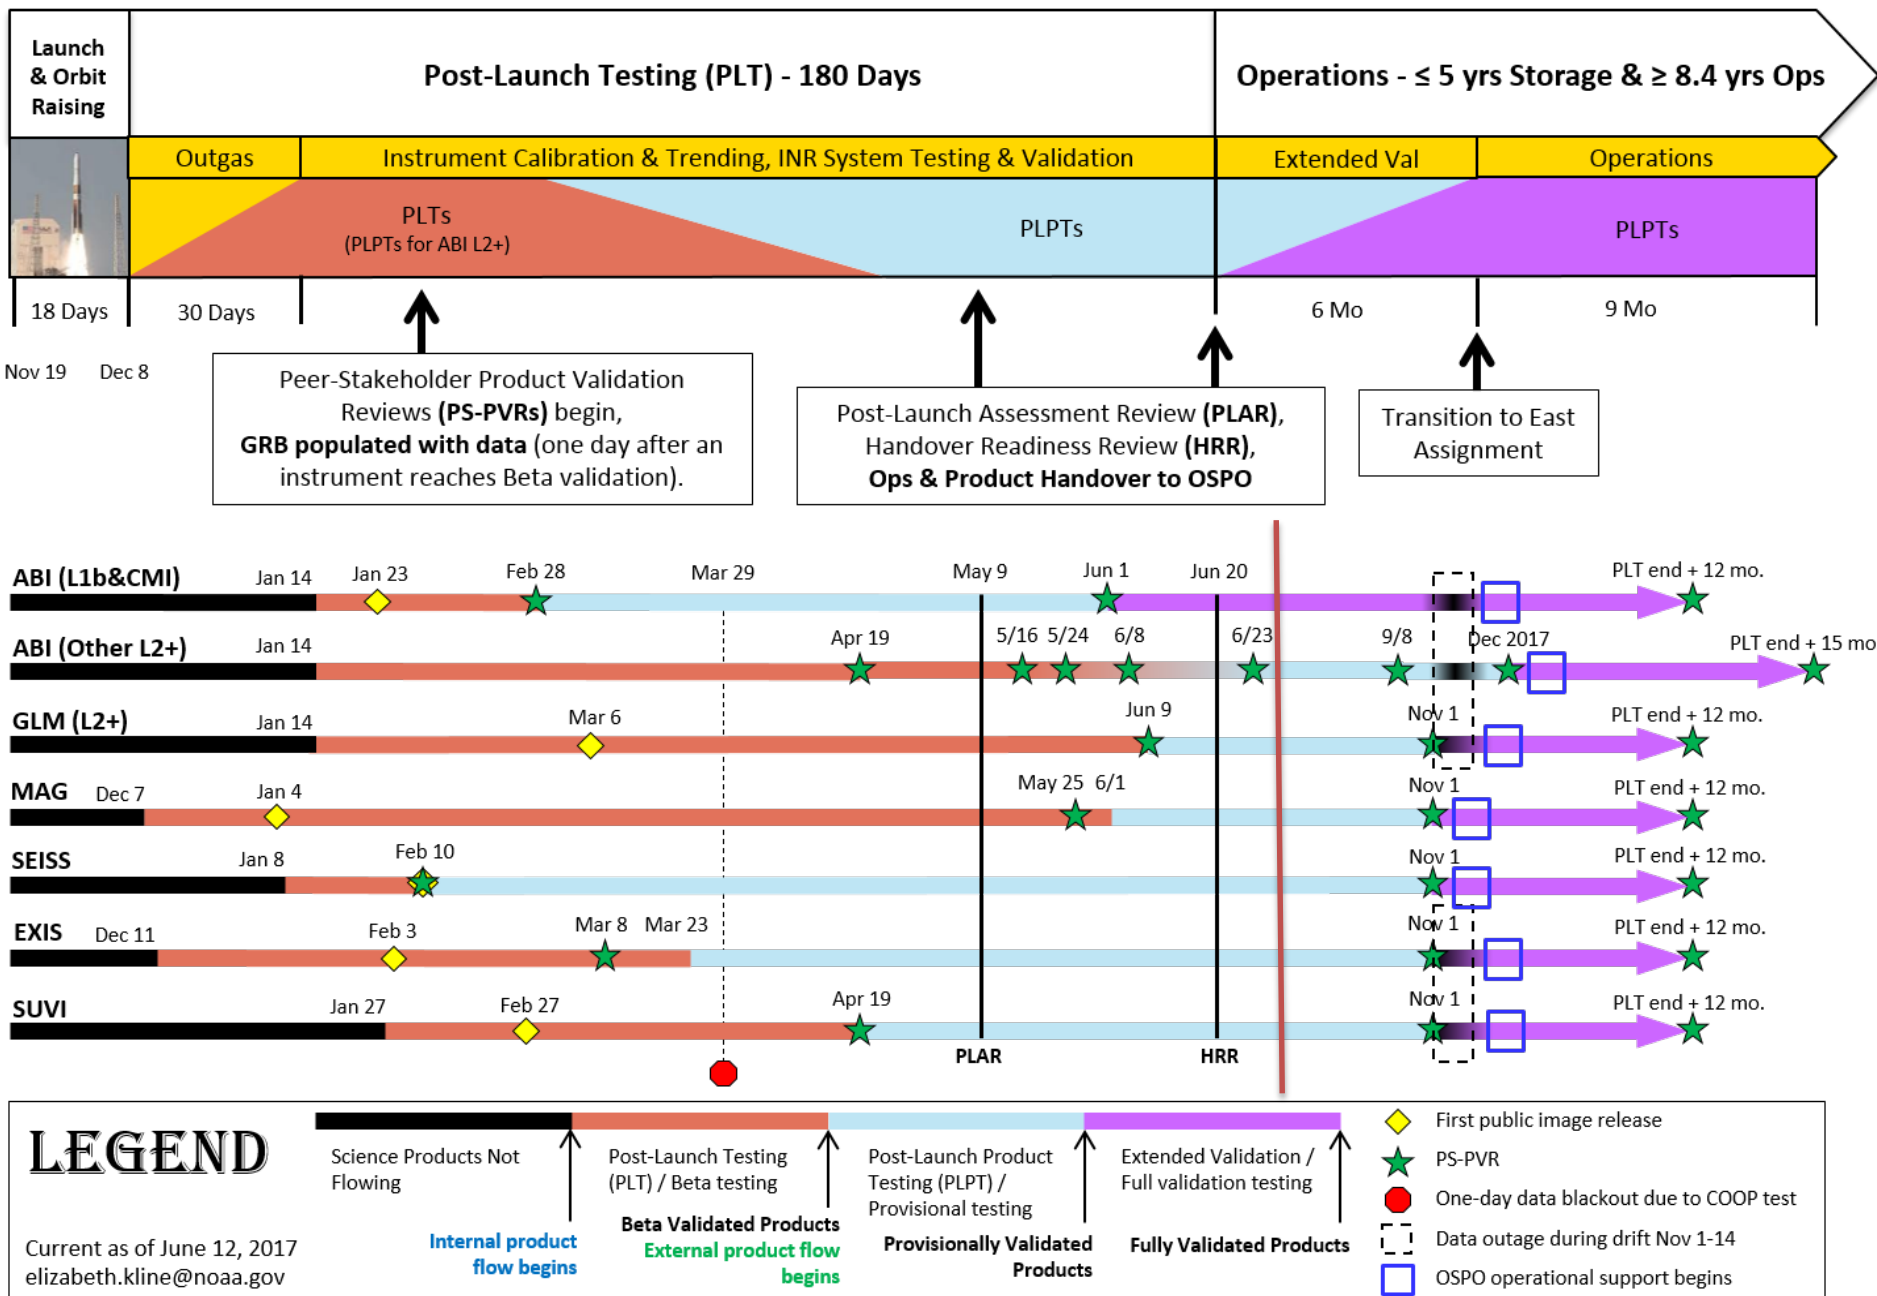 Launch
& Orbit
Raising
Post-Launch Testing (PLT) - 180 Days
Operations - ≤ 5 yrs Storage & ≥ 8.4 yrs Ops
Outgas
Instrument Calibration & Trending, INR System Testing & Validation
Extended Val
Operations
PLTs
(PLPTs for ABI L2+)
PLPTs
PLPTs
18 Days
30 Days
6 Mo
9 Mo
Nov 19
Dec 8
Peer-Stakeholder Product Validation
Reviews (PS-PVRs) begin,
GRB populated with data (one day after an
instrument reaches Beta validation).
Post-Launch Assessment Review (PLAR),
Handover Readiness Review (HRR),
Ops & Product Handover to OSPO
Transition to East
Assignment
ABI (L1b&CMI)
Jan 14
Jan 23
Feb 28
Mar 29
May 9
Jun 1
Jun 20
PLT end + 12 mo.
ABI (Other L2+)
Jan 14
Apr 19
5/16
5/24
6/8
6/23
9/8
Dec 2017
PLT end + 15 mo
GLM (L2+)
Jan 14
Mar 6
Jun 9
Nov 1
PLT end + 12 mo.
MAG
Dec 7
Jan 4
May 25
6/1
Nov 1
PLT end + 12 mo.
SEISS
Jan 8
Feb 10
Nov 1
PLT end + 12 mo.
EXIS
Dec 11
Feb 3
Mar 8
Mar 23
Nov 1
PLT end + 12 mo.
SUVI
Jan 27
Feb 27
Apr 19
Nov 1
PLT end + 12 mo.
PLAR
HRR
LEGEND
Current as of June 12, 2017
elizabeth.kline@noaa.gov
Science Products Not
Flowing
Internal product
flow begins
Post-Launch Testing
(PLT) / Beta testing
Beta Validated Products
External product flow
begins
Post-Launch Product
Testing (PLPT) /
Provisional testing
Provisionally Validated
Products
Extended Validation /
Full validation testing
Fully Validated Products
First public image release
PS-PVR
One-day data blackout due to COOP test
Data outage during drift Nov 1-14
OSPO operational support begins